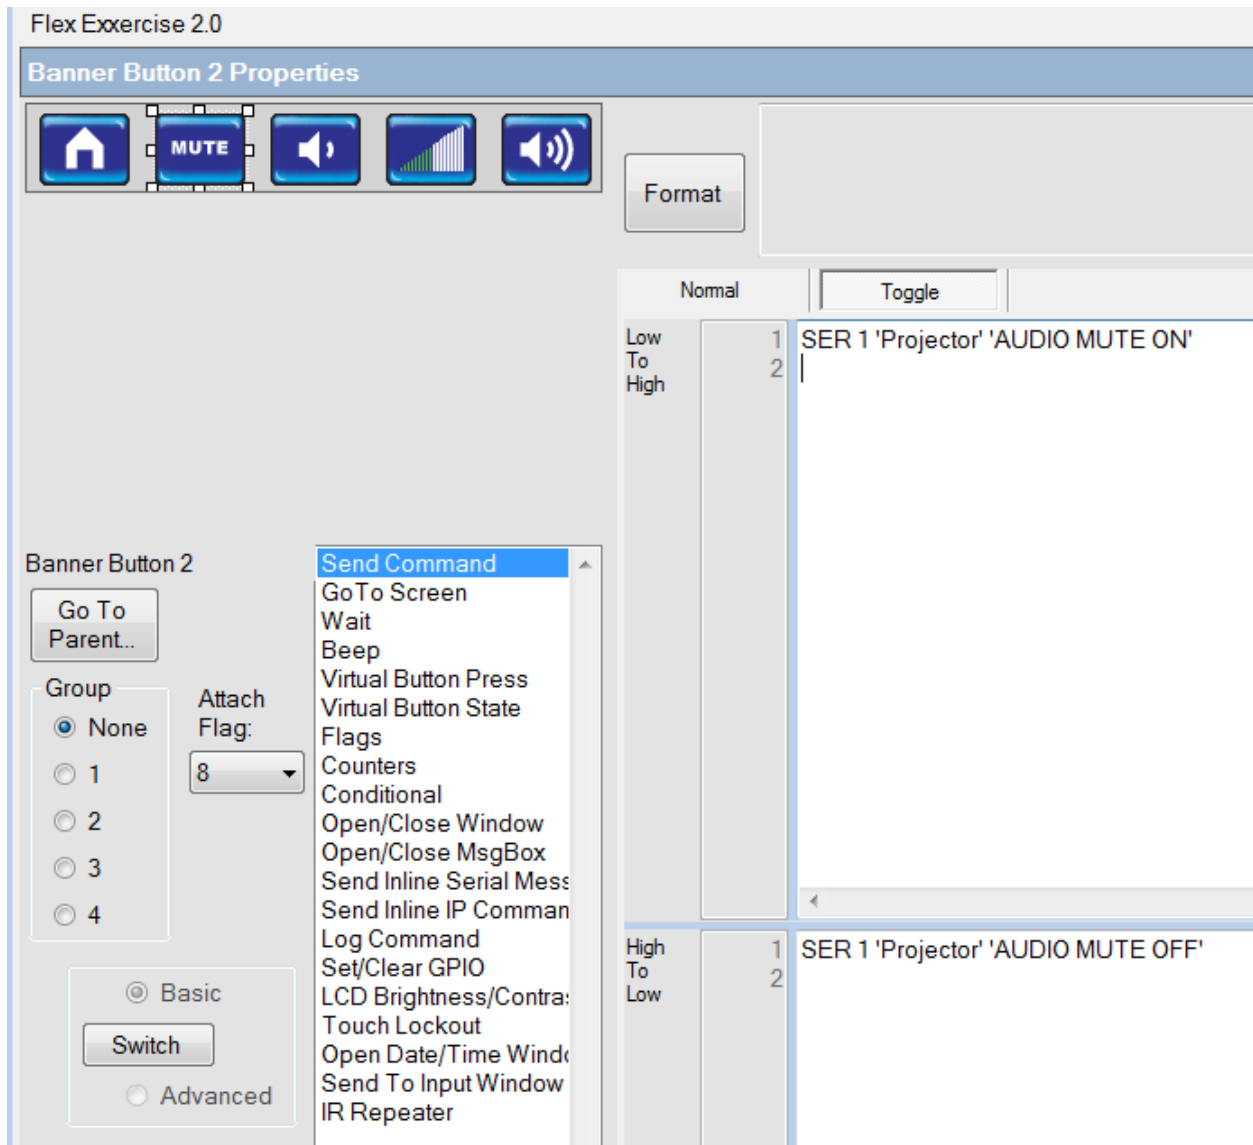 Flex Exxercise 2.0
Banner Button 2 Properties
MUTE
Format
Normal
Toggle
Low
To
High
1
SER 1 'Projector' 'AUDIO MUTE ON'
2
Banner Button 2
Go To
Parent...
Group
None
1
2
3
4
Attach
Flag:
8
Basic
Switch
Advanced
Send Command
GoTo Screen
Wait
Beep
Virtual Button Press
Virtual Button State
Flags
Counters
Conditional
Open/Close Window
Open/Close MsgBox
Send Inline Serial Mess
Send Inline IP Comman
Log Command
Set/Clear GPIO
LCD Brightness/Contra
Touch Lockout
Open Date/Time Wind
Send To Input Window
IR Repeater
High
To
Low
1
SER 1 'Projector' 'AUDIO MUTE OFF'
2